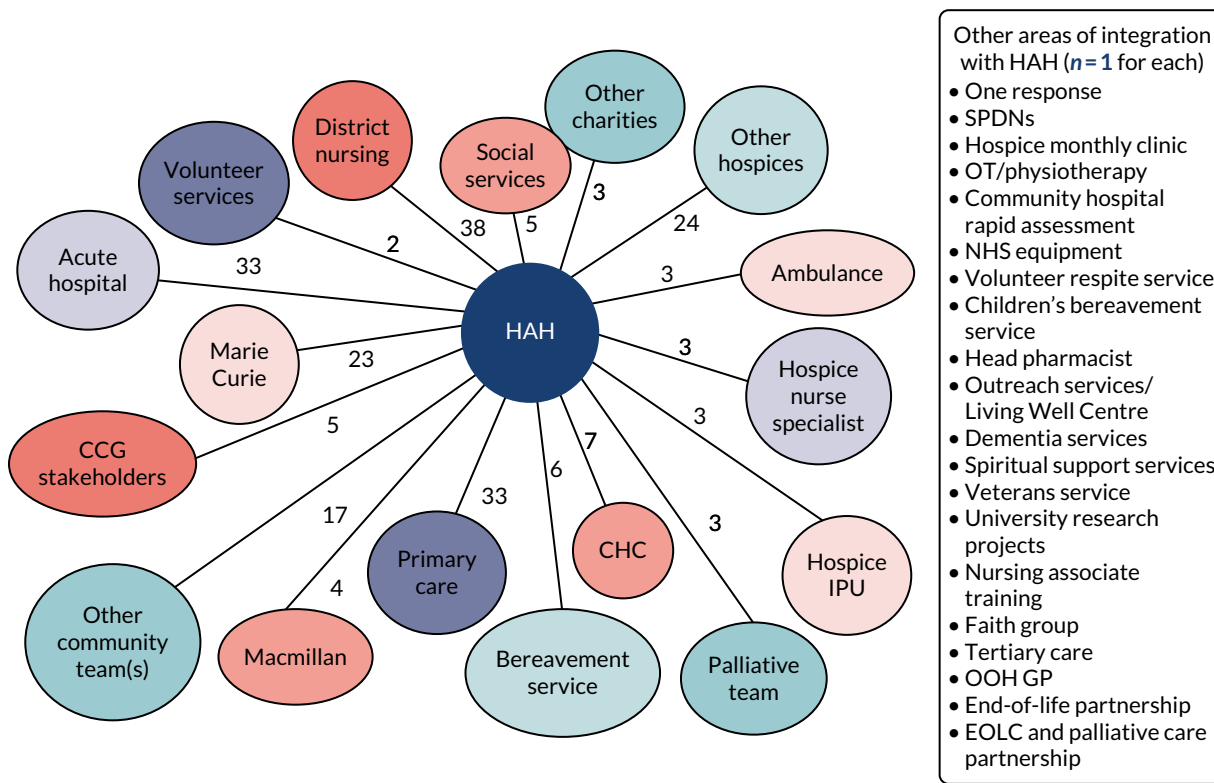 Other
charities
District
nursing
Social
services
Other
hospices
Volunteer
services
Acute
hospital
33
2
38
5
3
24
3
Ambulance
HAH
Marie
Curie
23
3
Hospice
nurse
specialist
CCG
stakeholders
5
3
17
33
6
7
3
Other
community
team(s)
4
Macmillan
Primary
care
Bereavement
service
CHC
Palliative
team
Hospice
IPU
Other areas of integration
with HAH (n = 1 for each)
• One response
• SPDNs
• Hospice monthly clinic
• OT/physiotherapy
• Community hospital
rapid assessment
• NHS equipment
• Volunteer respite service
• Children’s bereavement
service
• Head pharmacist
• Outreach services/
Living Well Centre
• Dementia services
• Spiritual support services
• Veterans service
• University research
projects
• Nursing associate
training
• Faith group
• Tertiary care
• OOH GP
• End-of-life partnership
• EOLC and palliative care
partnership